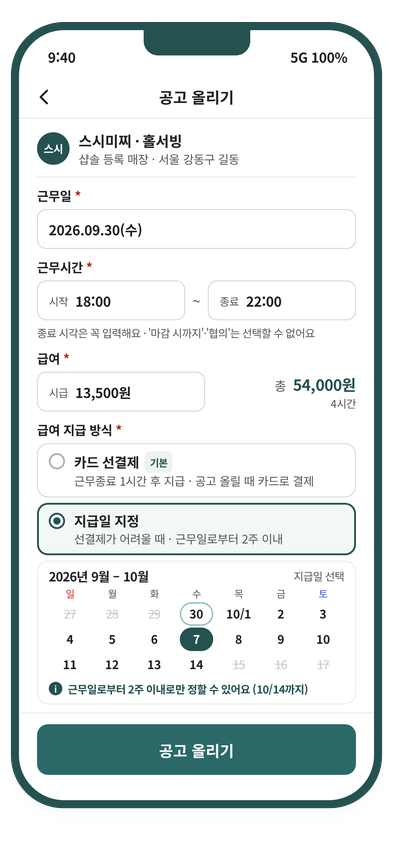 9:40 5G 100%
공고 올리기
스시 스시미찌 · 홀서빙
샵솔 등록 매장 · 서울 강동구 길동
근무일 *
2026.09.30(수)
근무시간 *
시작 18:00 ~ 종료 22:00
종료 시각은 꼭 입력해요 · '마감 시까지'·'협의'는 선택할 수 없어요
급여 *
시급 13,500원 총 54,000원
4시간
급여 지급 방식 *
카드 선결제 기본
근무종료 1시간 후 지급 · 공고 올릴 때 카드로 결제
지급일 지정
선결제가 어려울 때 · 근무일로부터 2주 이내
2026년 9월 – 10월 지급일 선택
일 월 화 수 목 금 토
27 28 29 30 10/1 2 3
4 5 6 7 8 9 10
11 12 13 14 15 16 17
i 근무일로부터 2주 이내로만 정할 수 있어요 (10/14까지)
공고 올리기